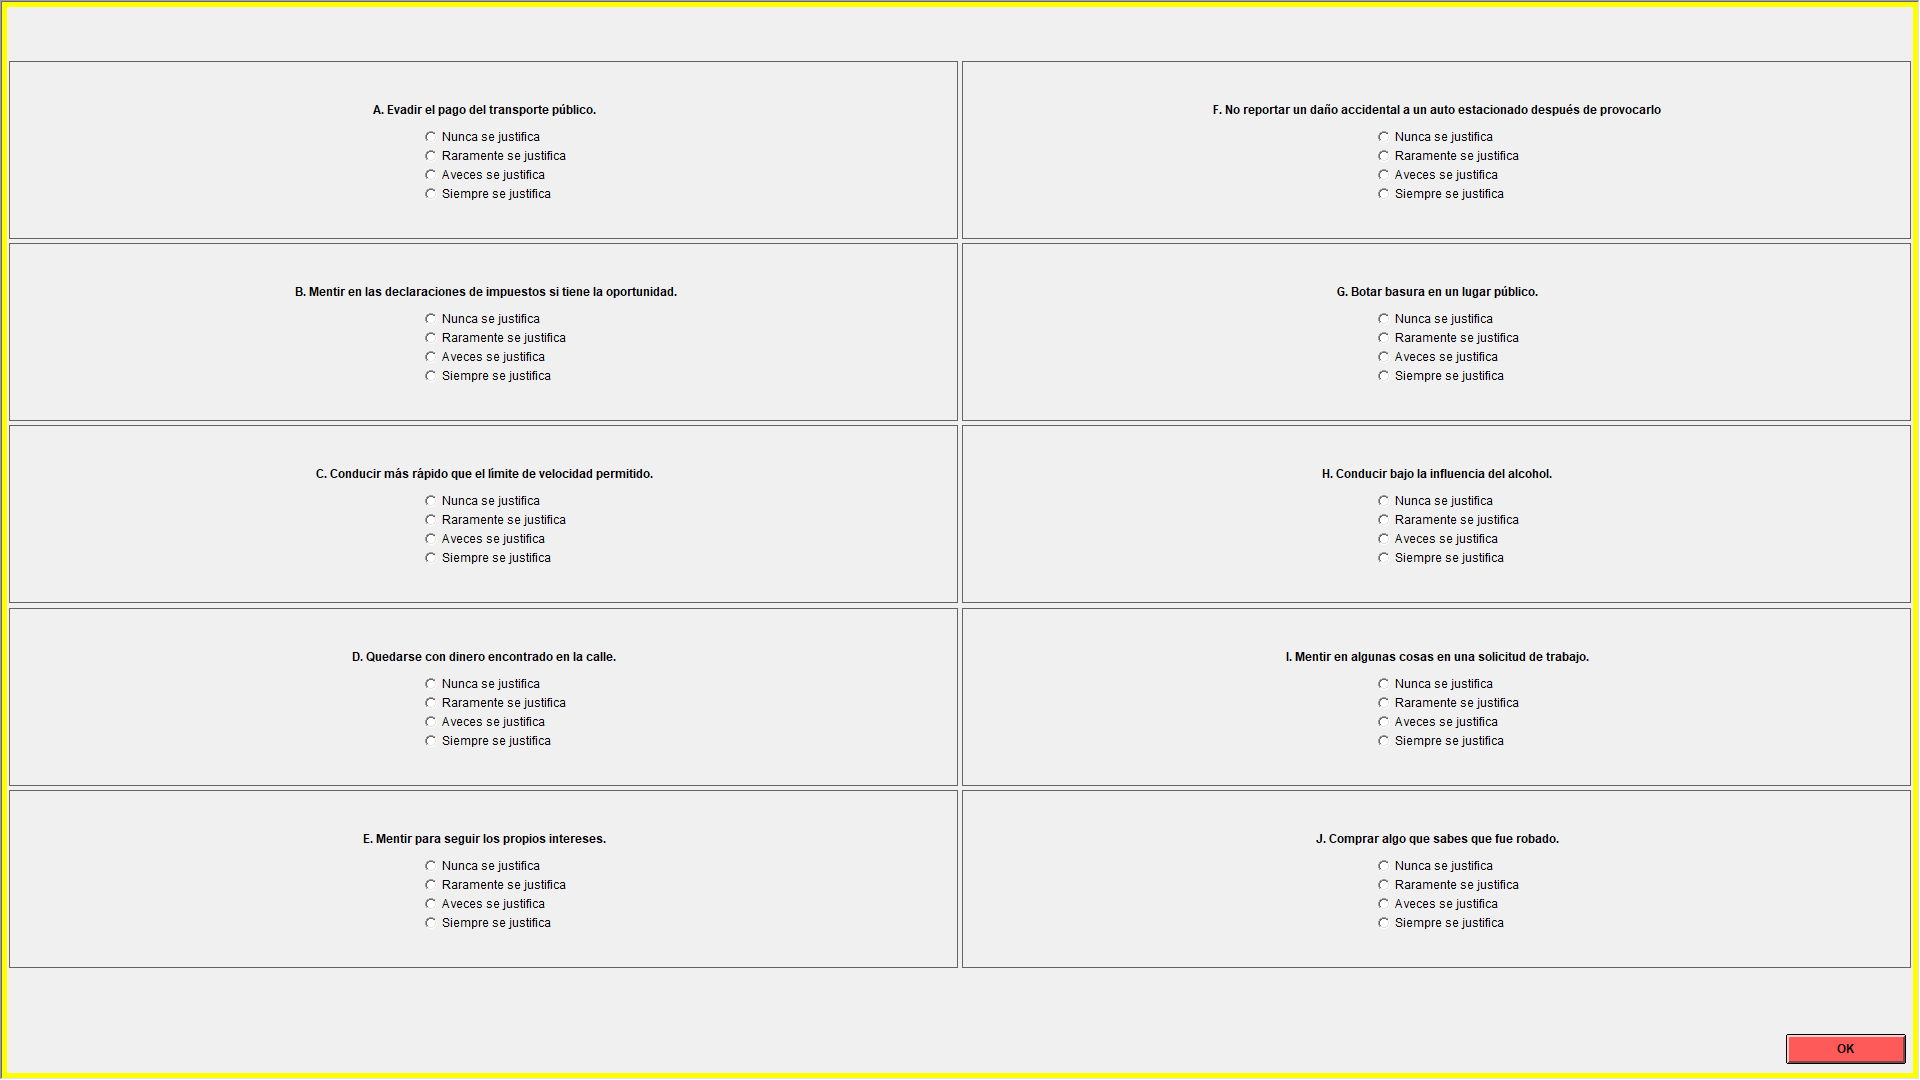 A. Evadir el pago del transporte público.
Nunca se justifica
Raramente se justifica
Aveces se justifica
Siempre se justifica
B. Mentir en las declaraciones de impuestos si tiene la oportunidad.
Nunca se justifica
Raramente se justifica
Aveces se justifica
Siempre se justifica
C. Conducir más rápido que el límite de velocidad permitido.
Nunca se justifica
Raramente se justifica
Aveces se justifica
Siempre se justifica
D. Quedarse con dinero encontrado en la calle.
Nunca se justifica
Raramente se justifica
Aveces se justifica
Siempre se justifica
E. Mentir para seguir los propios intereses.
Nunca se justifica
Raramente se justifica
Aveces se justifica
Siempre se justifica
F. No reportar un daño accidental a un auto estacionado después de provocarlo
Nunca se justifica
Raramente se justifica
Aveces se justifica
Siempre se justifica
G. Botar basura en un lugar público.
Nunca se justifica
Raramente se justifica
Aveces se justifica
Siempre se justifica
H. Conducir bajo la influencia del alcohol.
Nunca se justifica
Raramente se justifica
Aveces se justifica
Siempre se justifica
I. Mentir en algunas cosas en una solicitud de trabajo.
Nunca se justifica
Raramente se justifica
Aveces se justifica
Siempre se justifica
J. Comprar algo que sabes que fue robado.
Nunca se justifica
Raramente se justifica
Aveces se justifica
Siempre se justifica
OK